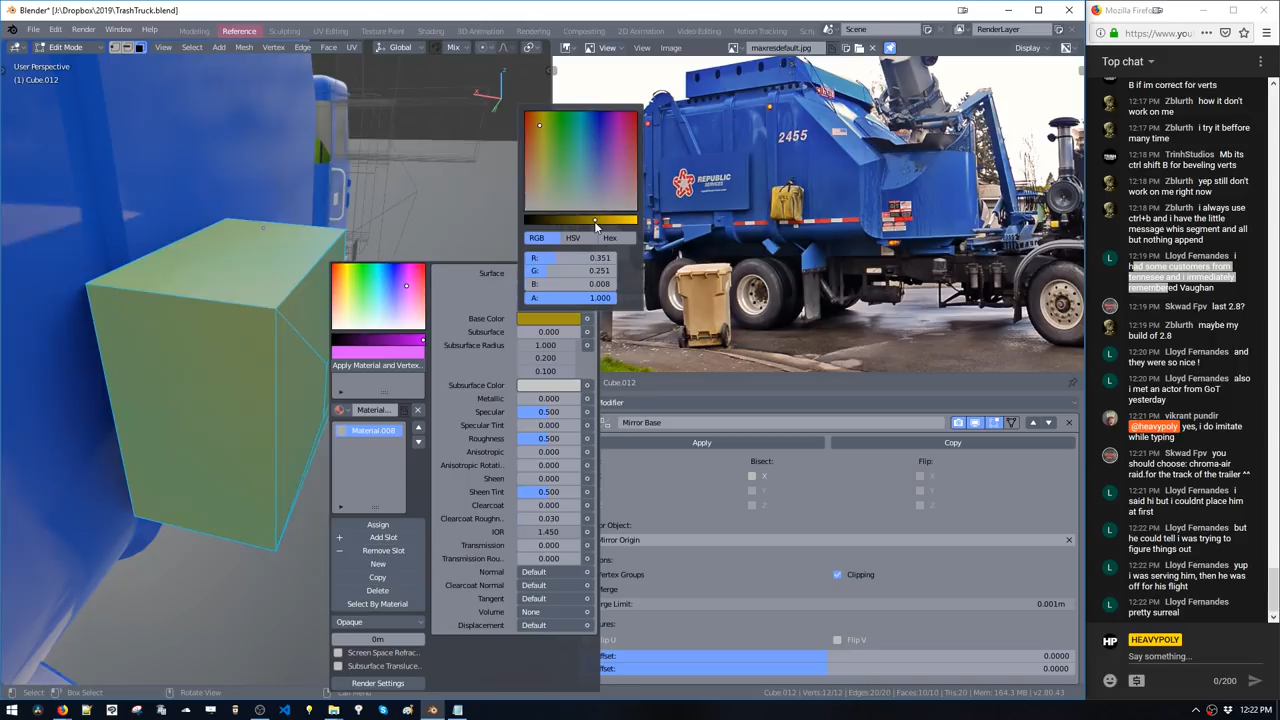 Blender* [J:\Dropbox\2019\TrashTruck.blend]
File Edit Render Window Help
Modeling Reference Sculpting UV Editing Texture Paint Shading Animation Rendering Compositing 2D Animation Video Editing
Scene
RenderLayer
Edit Mode
View Select Add Mesh Vertex Edge Face UV
Global
Mix
View
View Image
maxresdefault.jpg
Display
User Perspective
(1) Cube.012
RGB HSV Hex
R: 0.351
G: 0.251
B: 0.008
A: 1.000
Apply Material and Vertex..
Material...
Material.008
Assign
Add Slot
Remove Slot
New
Copy
Delete
Select By Material
Opaque
0m
Screen Space Refrac..
Subsurface Transluce..
Render Settings
Surface
Base Color
Subsurface 0.000
Subsurface Radius 1.000
0.200
0.100
Subsurface Color
Metallic 0.000
Specular 0.500
Specular Tint 0.000
Roughness 0.500
Anisotropic 0.000
Anisotropic Rotati.. 0.000
Sheen 0.000
Sheen Tint 0.500
Clearcoat 0.000
Clearcoat Roughn.. 0.030
IOR 1.450
Transmission 0.000
Transmission Rou.. 0.000
Normal Default
Clearcoat Normal Default
Tangent Default
Volume None
Displacement Default
2455
REPUBLIC
SERVICES
Cube.012
Modifier
Mirror Base
Apply
Copy
Bisect:
Flip:
X
Y
Z
X
Y
Z
or Object:
Mirror Origin
ions:
ertex Groups
Clipping
Merge
rge Limit: 0.001m
ures:
lip U
Flip V
ffset: 0.0000
ffset: 0.0000
Select
Box Select
Rotate View
Call Menu
Cube.012 | Verts:12/12 | Edges:20/20 | Faces:10/10 | Tris:20 | Mem: 164.3 MB | v2.80.43
Mozilla Firefo
https://www.you
Top chat
B if im correct for verts
12:17 PM Zblurth how it don't
work on me
12:17 PM Zblurth i try it beffore
many time
12:18 PM TrinStudios Mb its
ctrl shift B for beveling verts
12:18 PM Zblurth yep still don't
work on me right now
12:18 PM Zblurth i always use
ctrl+b and i have the little
message whis segment and all
but nothing append
12:19 PM Lloyd Fernandes i
had some customers from
tennesee and i immediately
remembered Vaughan
12:19 PM Skwad Fpv last 2.8?
12:19 PM Zblurth maybe my
build of 2.8
12:20 PM Lloyd Fernandes and
they were so nice !
12:20 PM Lloyd Fernandes also
i met an actor from GoT
yesterday
12:21 PM vikrant pundir
@heavypoly yes, i do imitate
while typing
12:21 PM Skwad Fpv you
should choose: chroma-air
raid.for the track of the trailer ^^
12:21 PM Lloyd Fernandes i
said hi but i couldnt place him
at first
12:22 PM Lloyd Fernandes but
he could tell i was trying to
figure things out
12:22 PM Lloyd Fernandes yup
i was serving him, then he was
off for his flight
12:22 PM Lloyd Fernandes
pretty surreal
HP HEAVYPOLY
Say something...
0/200
12:22 PM